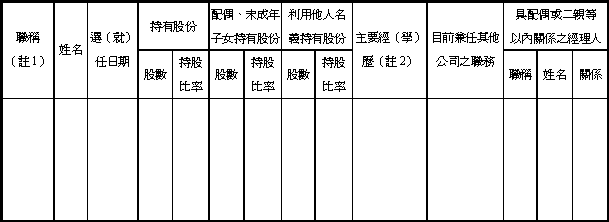 職稱
（註1）
姓名
選（就）
任日期
持有股份
股數
持股
比率
配偶、未成年
子女持有股份
股數
持股
比率
利用他人名
義持有股份
股數
持股
比率
主要經（學）
歷（註2）
目前兼任其他
公司之職務
具配偶或二親等
以內關係之經理人
職稱
姓名
關係